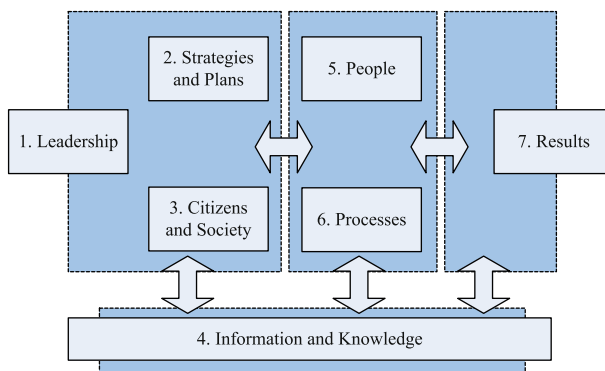 2. Strategies
and Plans
5. People
1. Leadership
7. Results
3. Citizens
and Society
6. Processes
4. Information and Knowledge